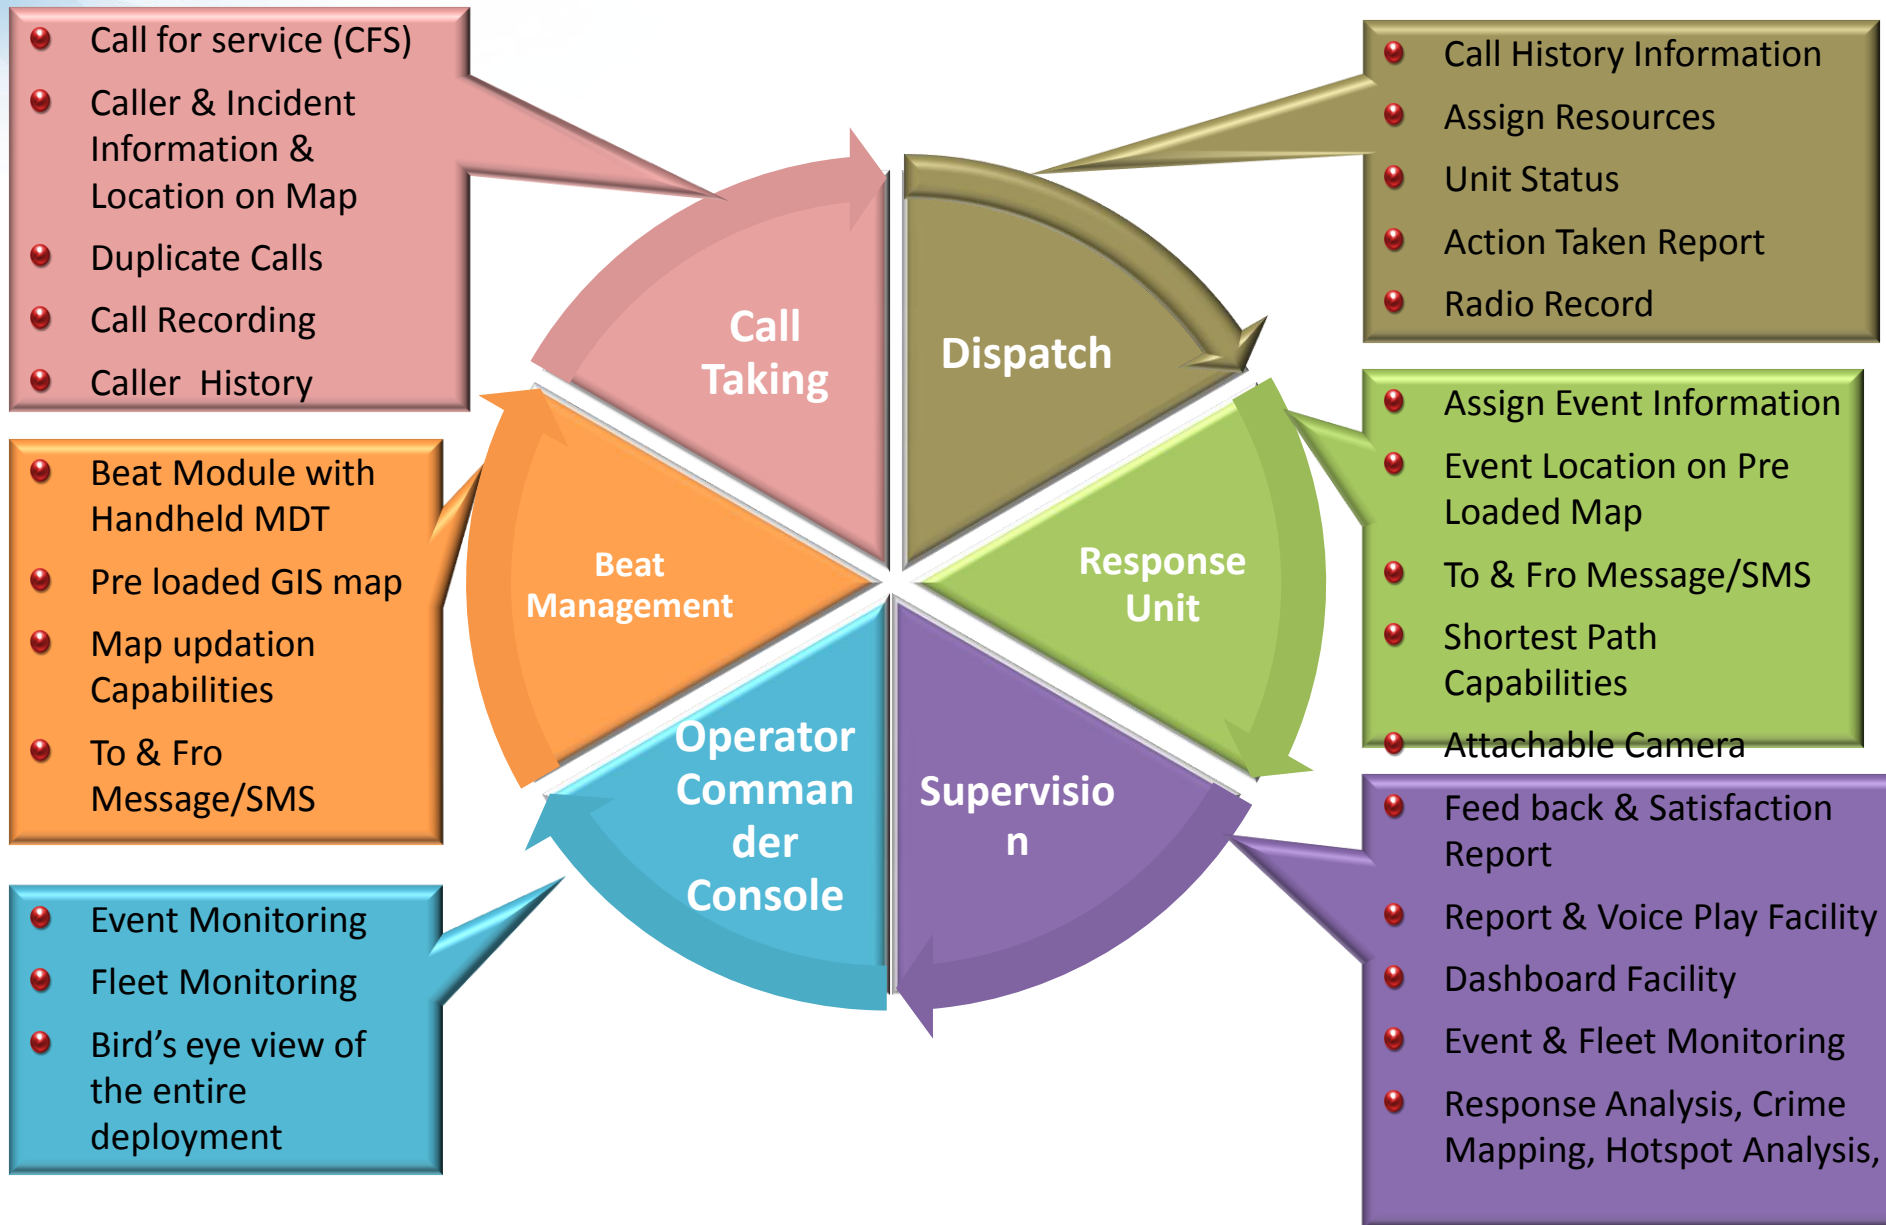 Call for service (CFS)
Caller & Incident
Information &
Location on Map
Duplicate Calls
Call Recording
Caller History
Call History Information
Assign Resources
Unit Status
Action Taken Report
Radio Record
Call
Taking
Dispatch
Beat Module with
Handheld MDT
Pre loaded GIS map
Map updation
Capabilities
To & Fro
Message/SMS
Beat
Management
Response
Unit
Assign Event Information
Event Location on Pre
Loaded Map
To & Fro Message/SMS
Shortest Path
Capabilities
Attachable Camera
Operator
Comman
der
Console
Supervisio
n
Event Monitoring
Fleet Monitoring
Bird’s eye view of
the entire
deployment
Feed back & Satisfaction
Report
Report & Voice Play Facility
Dashboard Facility
Event & Fleet Monitoring
Response Analysis, Crime
Mapping, Hotspot Analysis,